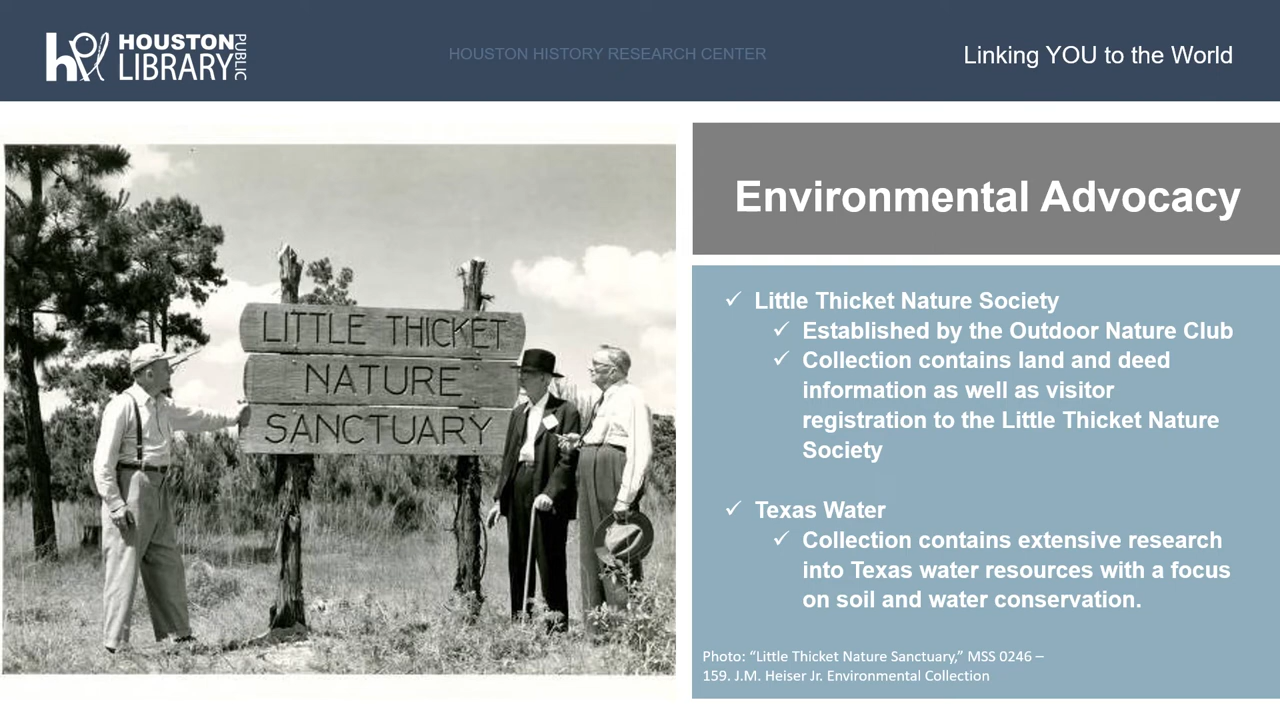 HOUSTON
LIBRARY
PUBLIC
HOUSTON HISTORY RESEARCH CENTER
Linking YOU to the World
LITTLE THICKET
NATURE
SANCTUARY
Environmental Advocacy
✓ Little Thicket Nature Society
✓ Established by the Outdoor Nature Club
✓ Collection contains land and deed
information as well as visitor
registration to the Little Thicket Nature
Society
✓ Texas Water
✓ Collection contains extensive research
into Texas water resources with a focus
on soil and water conservation.
Photo: “Little Thicket Nature Sanctuary,” MSS 0246 –
159. J.M. Heiser Jr. Environmental Collection